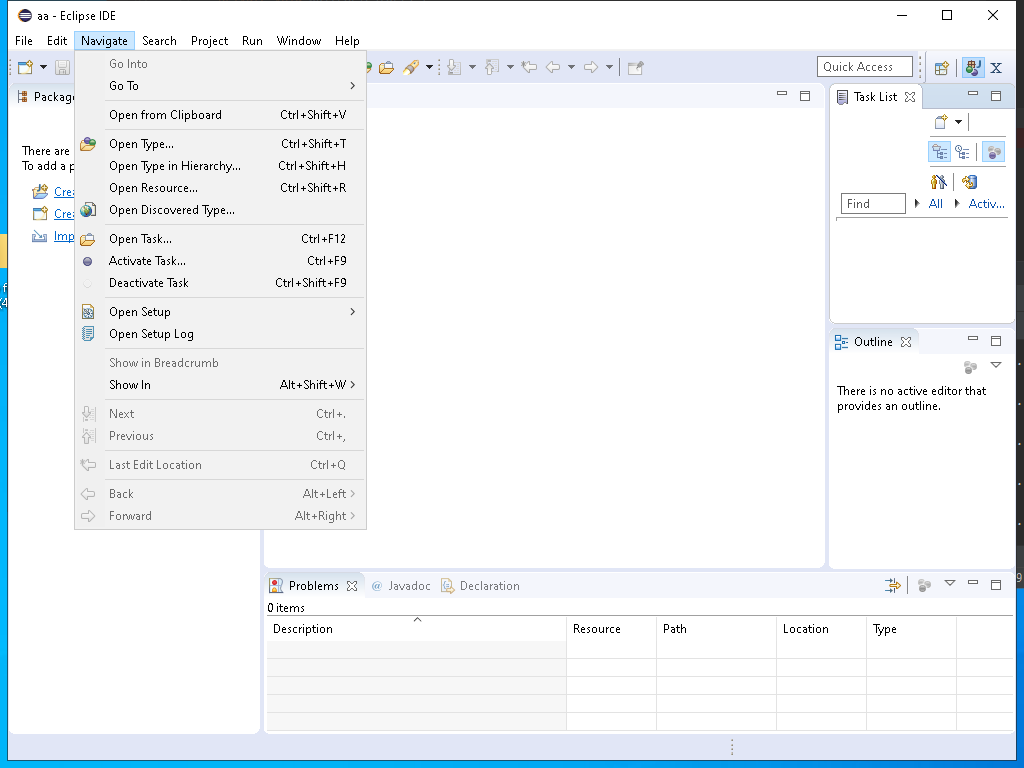 aa - Eclipse IDE
File Edit Navigate Search Project Run Window Help
Quick Access
Go Into
Go To
Open from Clipboard Ctrl+Shift+V
Open Type... Ctrl+Shift+T
Open Type in Hierarchy... Ctrl+Shift+H
Open Resource... Ctrl+Shift+R
Open Discovered Type...
Open Task... Ctrl+F12
Activate Task... Ctrl+F9
Deactivate Task Ctrl+Shift+F9
Open Setup
Open Setup Log
Show in Breadcrumb
Show In Alt+Shift+W
Next Ctrl+.
Previous Ctrl+,
Last Edit Location Ctrl+Q
Back Alt+Left
Forward Alt+Right
Packag
There are
To add a p
Crea
Crea
Imp
Task List
Find All Activ...
Outline
There is no active editor that
provides an outline.
Problems @ Javadoc Declaration
0 items
Description Resource Path Location Type